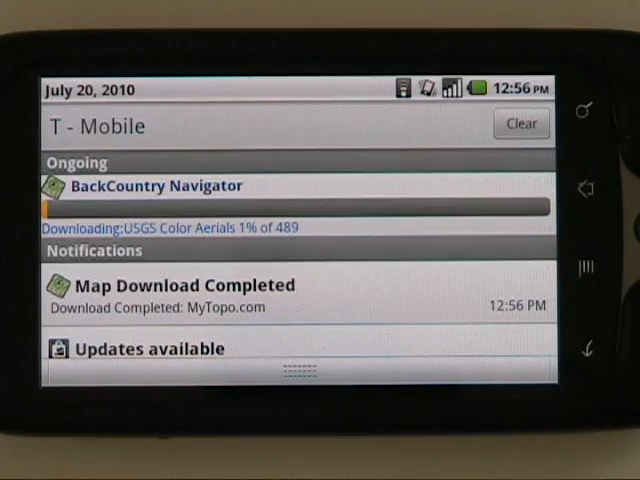 July 20, 2010
12:56 PM
T - Mobile
Clear
Ongoing
BackCountry Navigator
Downloading:USGS Color Aerials 1% of 489
Notifications
Map Download Completed
Download Completed: MyTopo.com
12:56 PM
Updates available